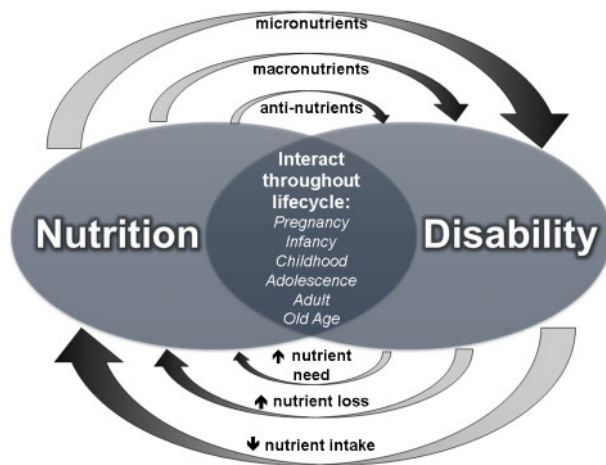 micronutrients
macronutrients
anti-nutrients
Interact
throughout
lifecycle:
Pregnancy
Infancy
Childhood
Adolescence
Adult
Old Age
Nutrition
Disability
↑ nutrient
need
↑ nutrient loss
↓ nutrient intake